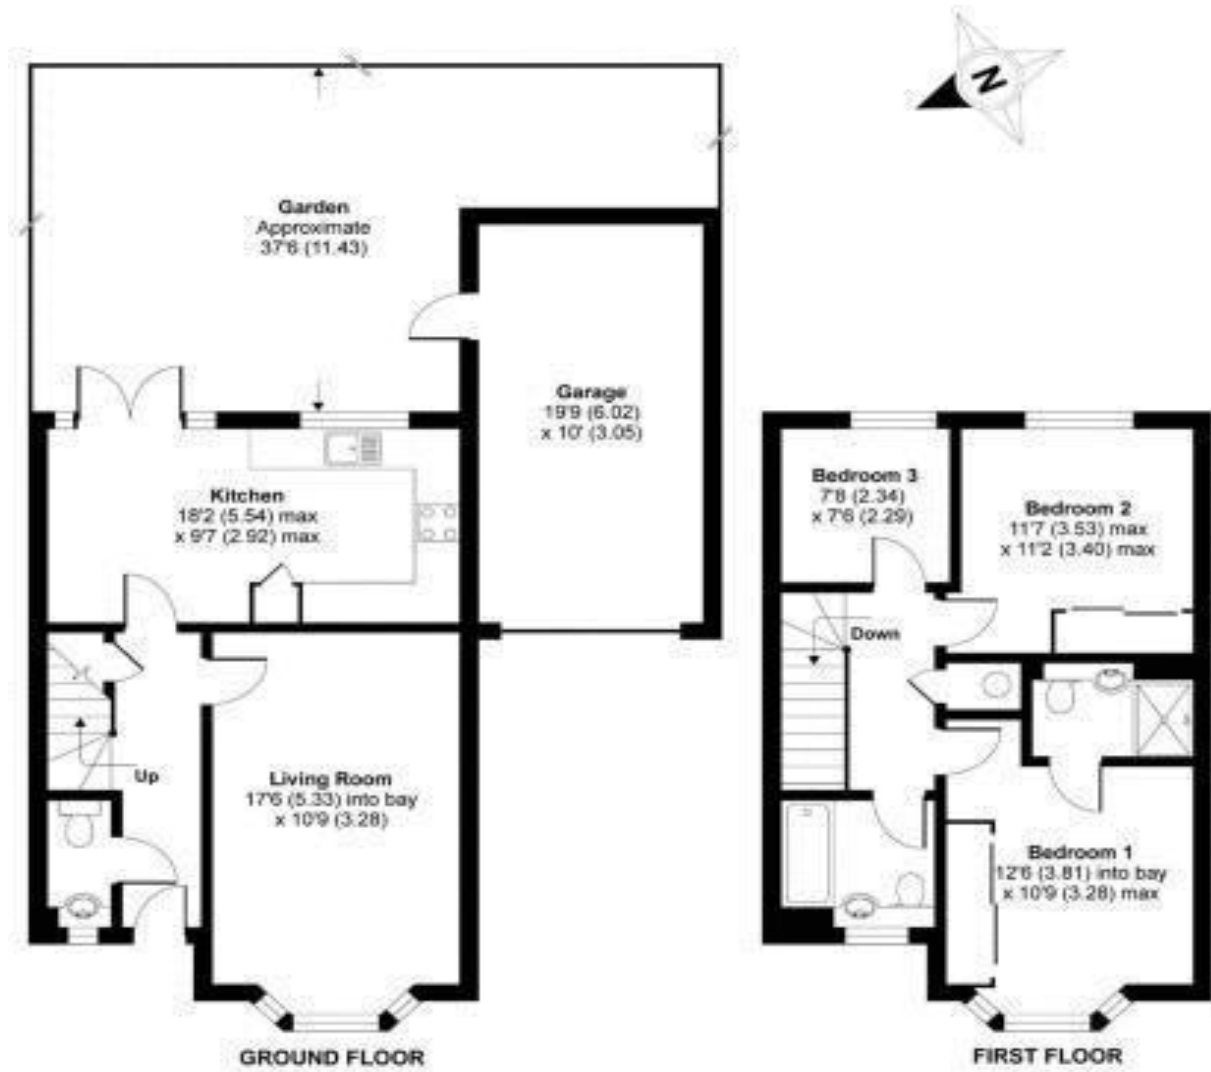 N
Garden
Approximate
37'6 (11.43)
Garage
19'9 (6.02)
x 10' (3.05)
Kitchen
18'2 (5.54) max
x 9'7 (2.92) max
Bedroom 3
7'8 (2.34)
x 7'6 (2.29)
Bedroom 2
11'7 (3.53) max
x 11'2 (3.40) max
Down
Up
Living Room
17'6 (5.33) into bay
x 10'9 (3.28)
Bedroom 1
12'6 (3.81) into bay
x 10'9 (3.28) max
GROUND FLOOR
FIRST FLOOR